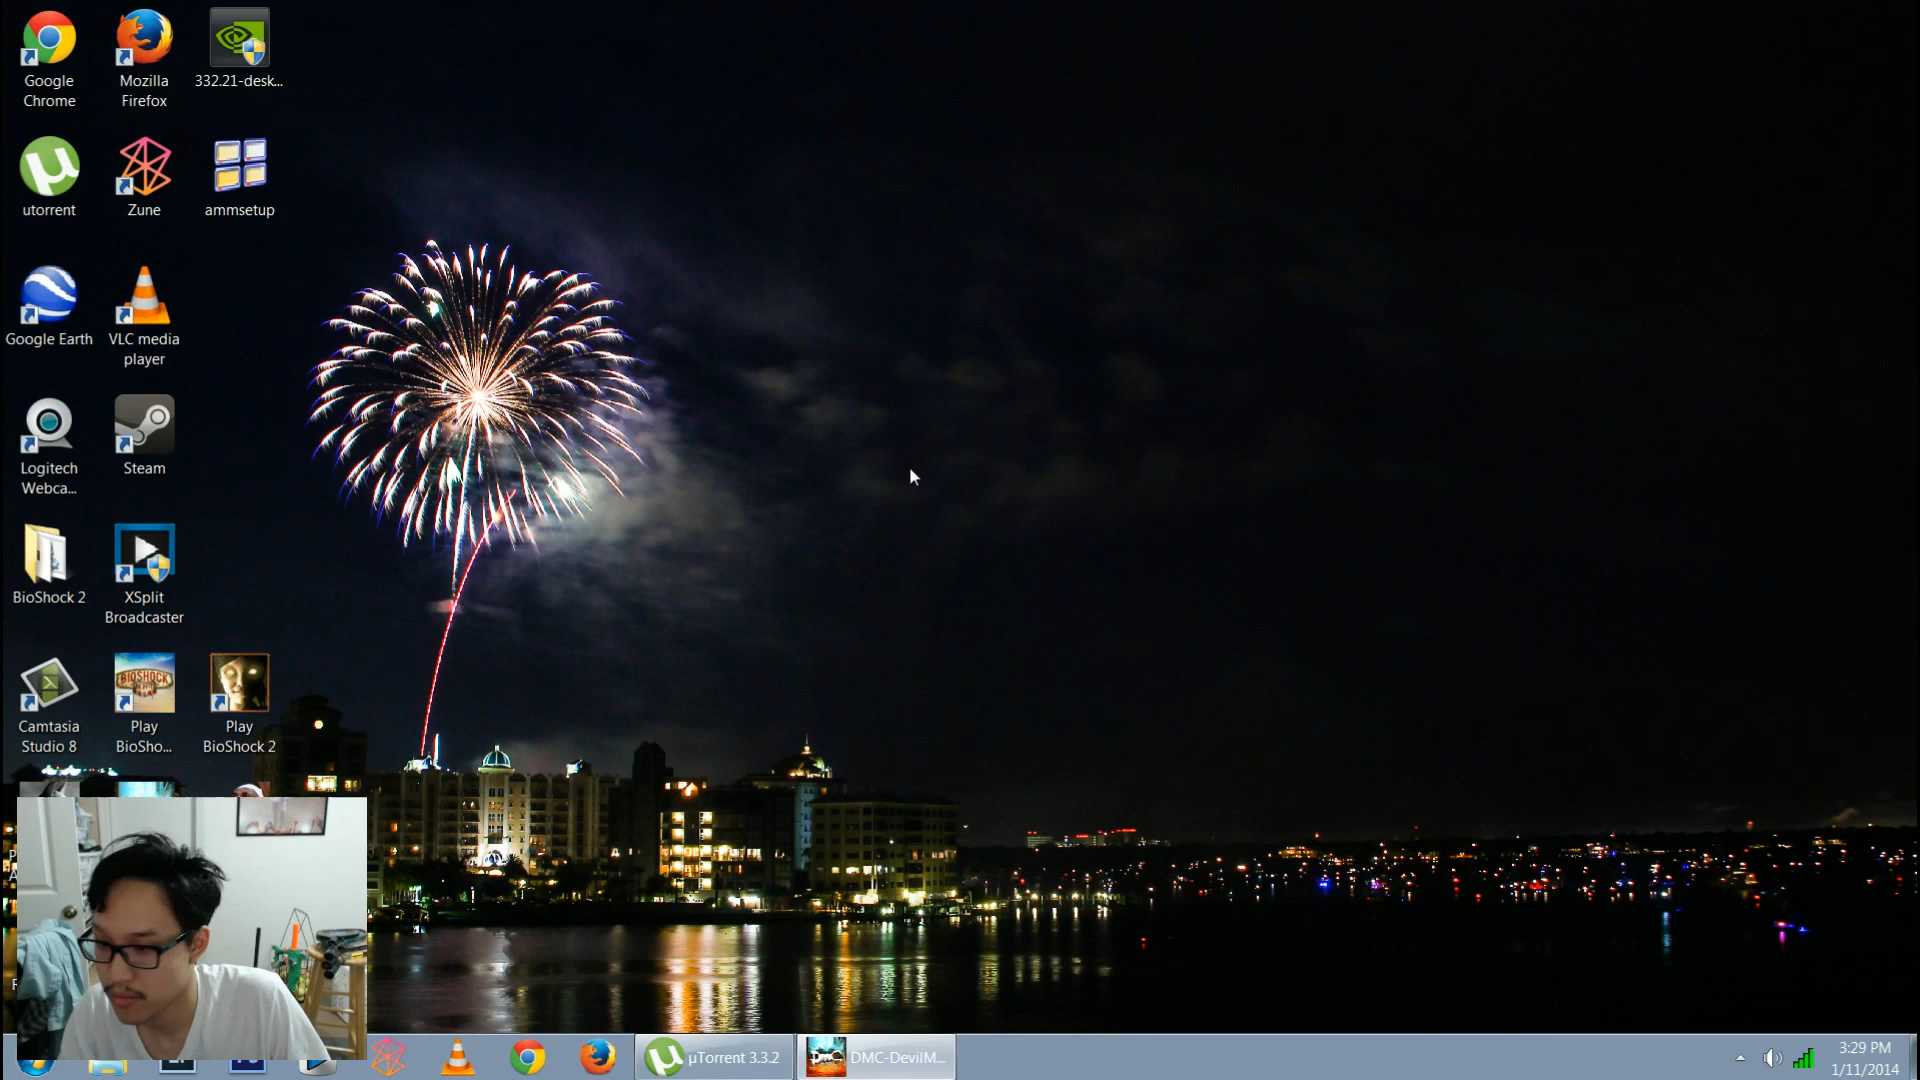 Google
Chrome
Mozilla
Firefox
332.21-desk...
utorrent
Zune
ammsetup
Google Earth
VLC media
player
Logitech
Webca...
Steam
BioShock 2
XSplit
Broadcaster
Camtasia
Studio 8
BIOSHOCK
Play
BioSho...
Play
BioShock 2
µTorrent 3.3.2
DMC
DMC-DevilM...
3:29 PM
1/11/2014